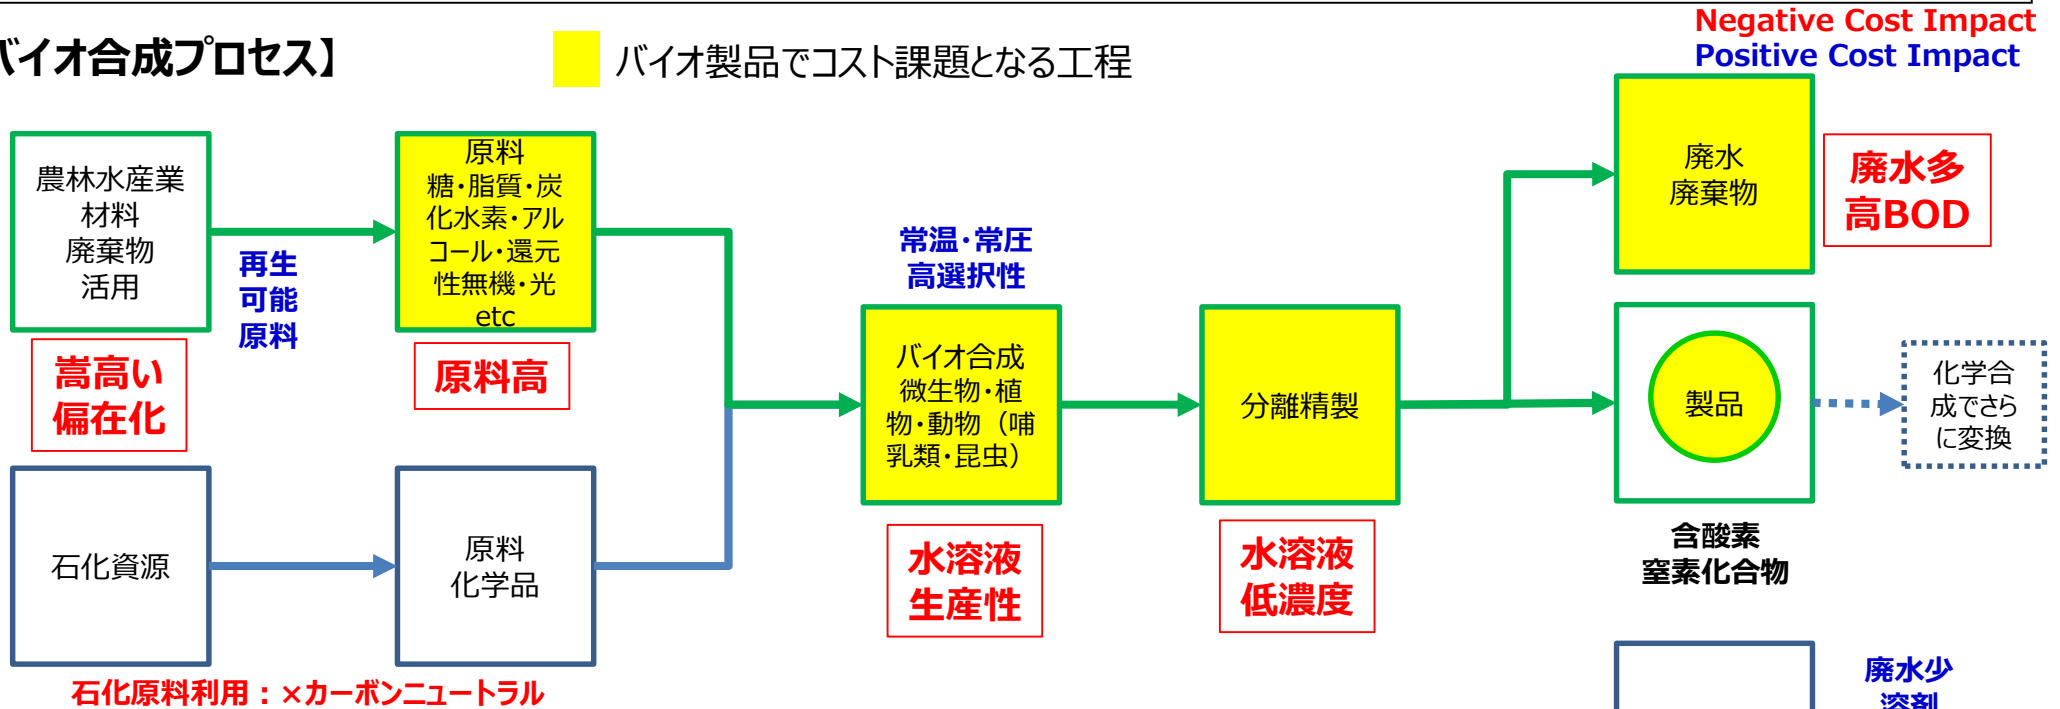 バイオ合成プロセス】
バイオ製品でコスト課題となる工程
Negative Cost Impact
Positive Cost Impact
農林水産業
材料
廃棄物
活用
嵩高い
偏在化
再生
可能
原料
原料
糖・脂質・炭
化水素・アル
コール・還元
性無機・光
etc
原料高
石化資源
原料
化学品
石化原料利用：×カーボンニュートラル
常温・常圧
高選択性
バイオ合成
微生物・植
物・動物（哺
乳類・昆虫）
水溶液
生産性
分離精製
水溶液
低濃度
廃水
廃棄物
廃水多
高BOD
製品
含酸素
窒素化合物
化学合
成でさら
に変換
廃水少
溶剤